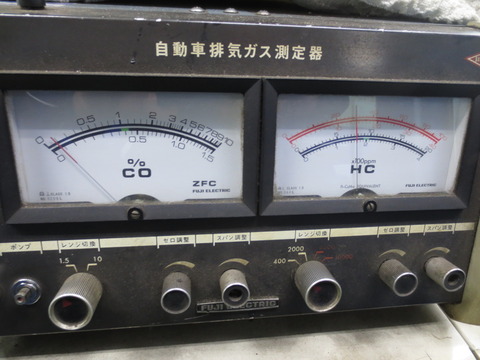 自動車排気ガス測定器
0 0.5 1 2 3 4 5 6 7 8 9 10
0 0.5 1.0 1.5
%
CO
ZFC
FUJI ELECTRIC
x100ppm
HC
FUJI ELECTRIC
ポンプ
レンジ切換
ゼロ調整
スパン調整
レンジ切換
ゼロ調整
スパン調整
1.5 10
400 2000
FUJI ELECTRIC